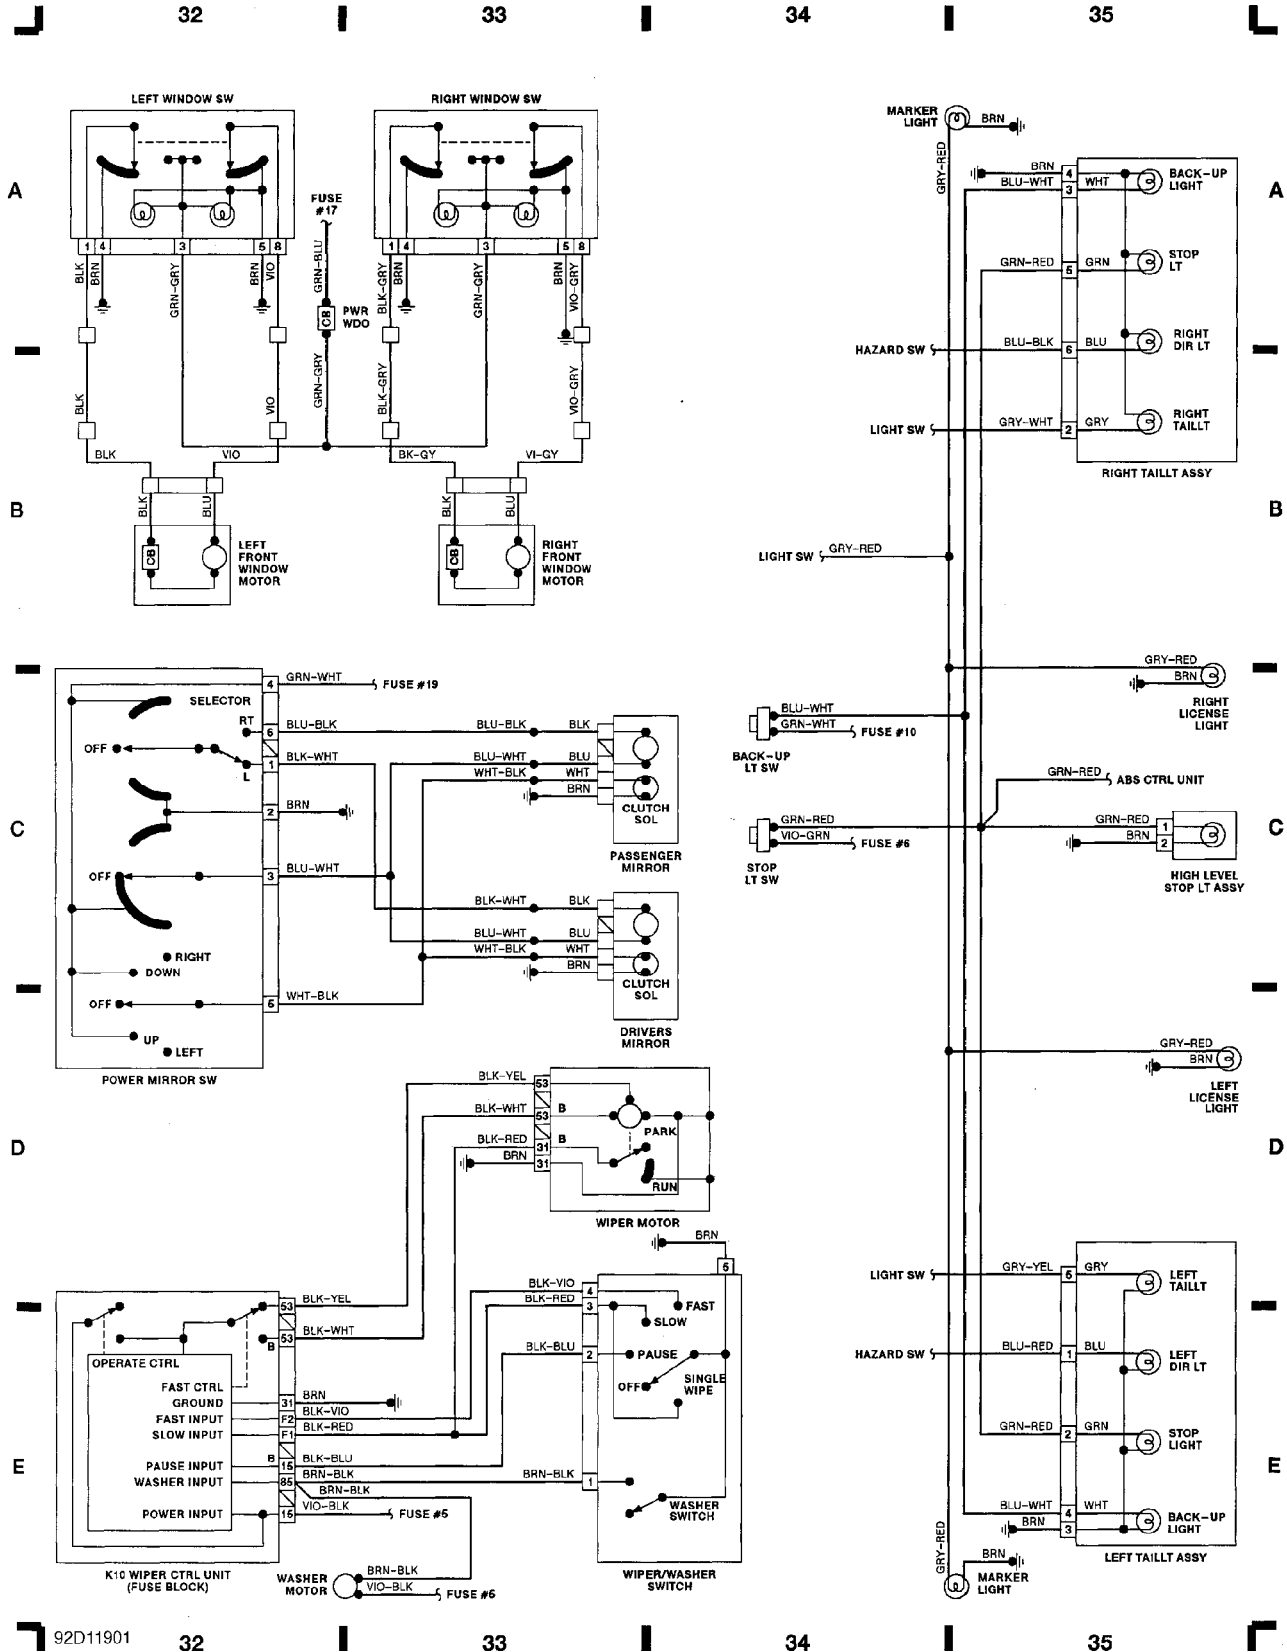 32 33 34 35
LEFT WINDOW SW
RIGHT WINDOW SW
A
A
FUSE
#17
1 4 3 5 8
1 4 3 5 8
BLK
BRN
GRN-GRY
BRN
VIO
GRN-BLU
BLK-GRY
BRN
GRN-GRY
BRN
VIO-GRY
CB
PWR
WDO
BLK
VIO
GRN-GRY
BLK-GRY
VIO-GRY
BLK
VIO
BK-GY
VI-GY
B
B
BLK
BLU
BLK
BLU
CB
LEFT
FRONT
WINDOW
MOTOR
CB
RIGHT
FRONT
WINDOW
MOTOR
MARKER
LIGHT
BRN
GRY-RED
BRN 4
BLU-WHT 3 WHT
BACK-UP
LIGHT
GRN-RED 5 GRN
STOP
LT
HAZARD SW BLU-BLK 6 BLU
RIGHT
DIR LT
LIGHT SW GRY-WHT 2 GRY
RIGHT
TAILLT
RIGHT TAILLT ASSY
LIGHT SW GRY-RED
GRY-RED
BRN
RIGHT
LICENSE
LIGHT
BLU-WHT
GRN-WHT FUSE #10
BACK-UP
LT SW
GRN-RED ABS CTRL UNIT
C
C
GRN-RED
VIO-GRN FUSE #6
STOP
LT SW
GRN-RED 1
BRN 2
HIGH LEVEL
STOP LT ASSY
4 GRN-WHT FUSE #19
SELECTOR
RT
6 BLU-BLK BLU-BLK BLK
OFF
L
1 BLK-WHT
BLU-WHT BLU
WHT-BLK WHT
BRN
CLUTCH
SOL
PASSENGER
MIRROR
2 BRN
OFF
3 BLU-WHT
BLK-WHT BLK
BLU-WHT BLU
WHT-BLK WHT
BRN
CLUTCH
SOL
DRIVERS
MIRROR
RIGHT
DOWN
OFF
5 WHT-BLK
UP
LEFT
POWER MIRROR SW
GRY-RED
BRN
LEFT
LICENSE
LIGHT
D
D
BLK-YEL 53
BLK-WHT 53 B
BLK-RED 31 B
BRN 31
PARK
RUN
WIPER MOTOR
BRN
5
BLK-VIO 4
BLK-RED 3
FAST
SLOW
BLK-BLU 2 PAUSE
OFF
SINGLE
WIPE
BRN-BLK 1
WASHER
SWITCH
WIPER/WASHER
SWITCH
53 BLK-YEL
B 53 BLK-WHT
OPERATE CTRL
FAST CTRL
GROUND 31 BRN
FAST INPUT F2 BLK-VIO
SLOW INPUT F1 BLK-RED
PAUSE INPUT B 15 BLK-BLU
WASHER INPUT 85 BRN-BLK
BRN-BLK
POWER INPUT 15 VIO-BLK FUSE #5
K10 WIPER CTRL UNIT
(FUSE BLOCK)
WASHER
MOTOR
BRN-BLK
VIO-BLK FUSE #5
E
E
LIGHT SW GRY-YEL 5 GRY
LEFT
TAILLT
HAZARD SW BLU-RED 1 BLU
LEFT
DIR LT
GRN-RED 2 GRN
STOP
LIGHT
BLU-WHT 4 WHT
BRN 3
BACK-UP
LIGHT
LEFT TAILLT ASSY
GRY-RED
BRN
MARKER
LIGHT
92D11901
32 33 34 35